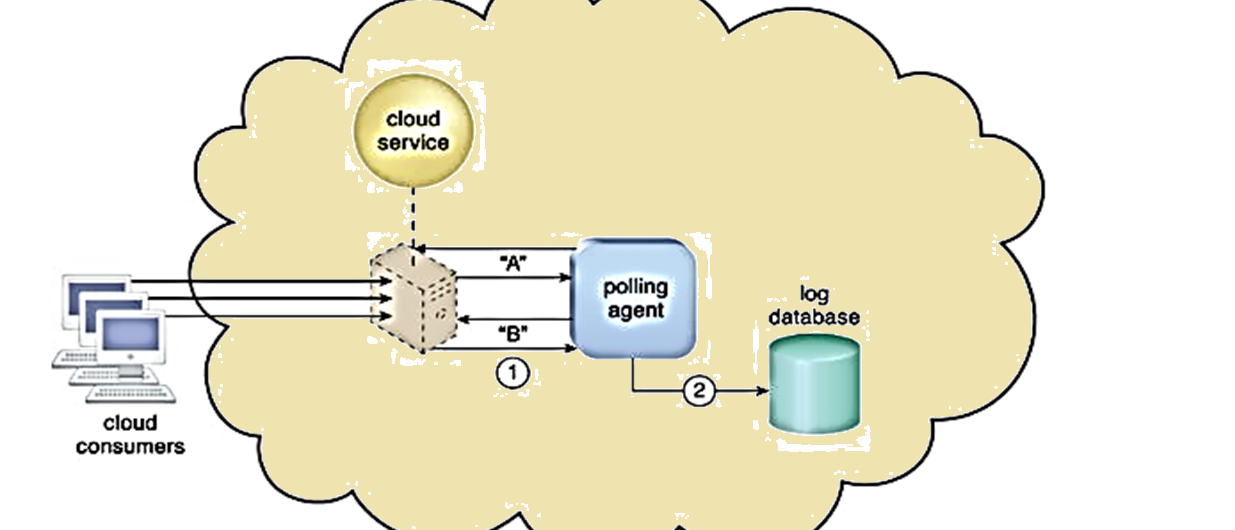 cloud
service
"A"
polling
agent
"B"
1
log
database
2
cloud
consumers